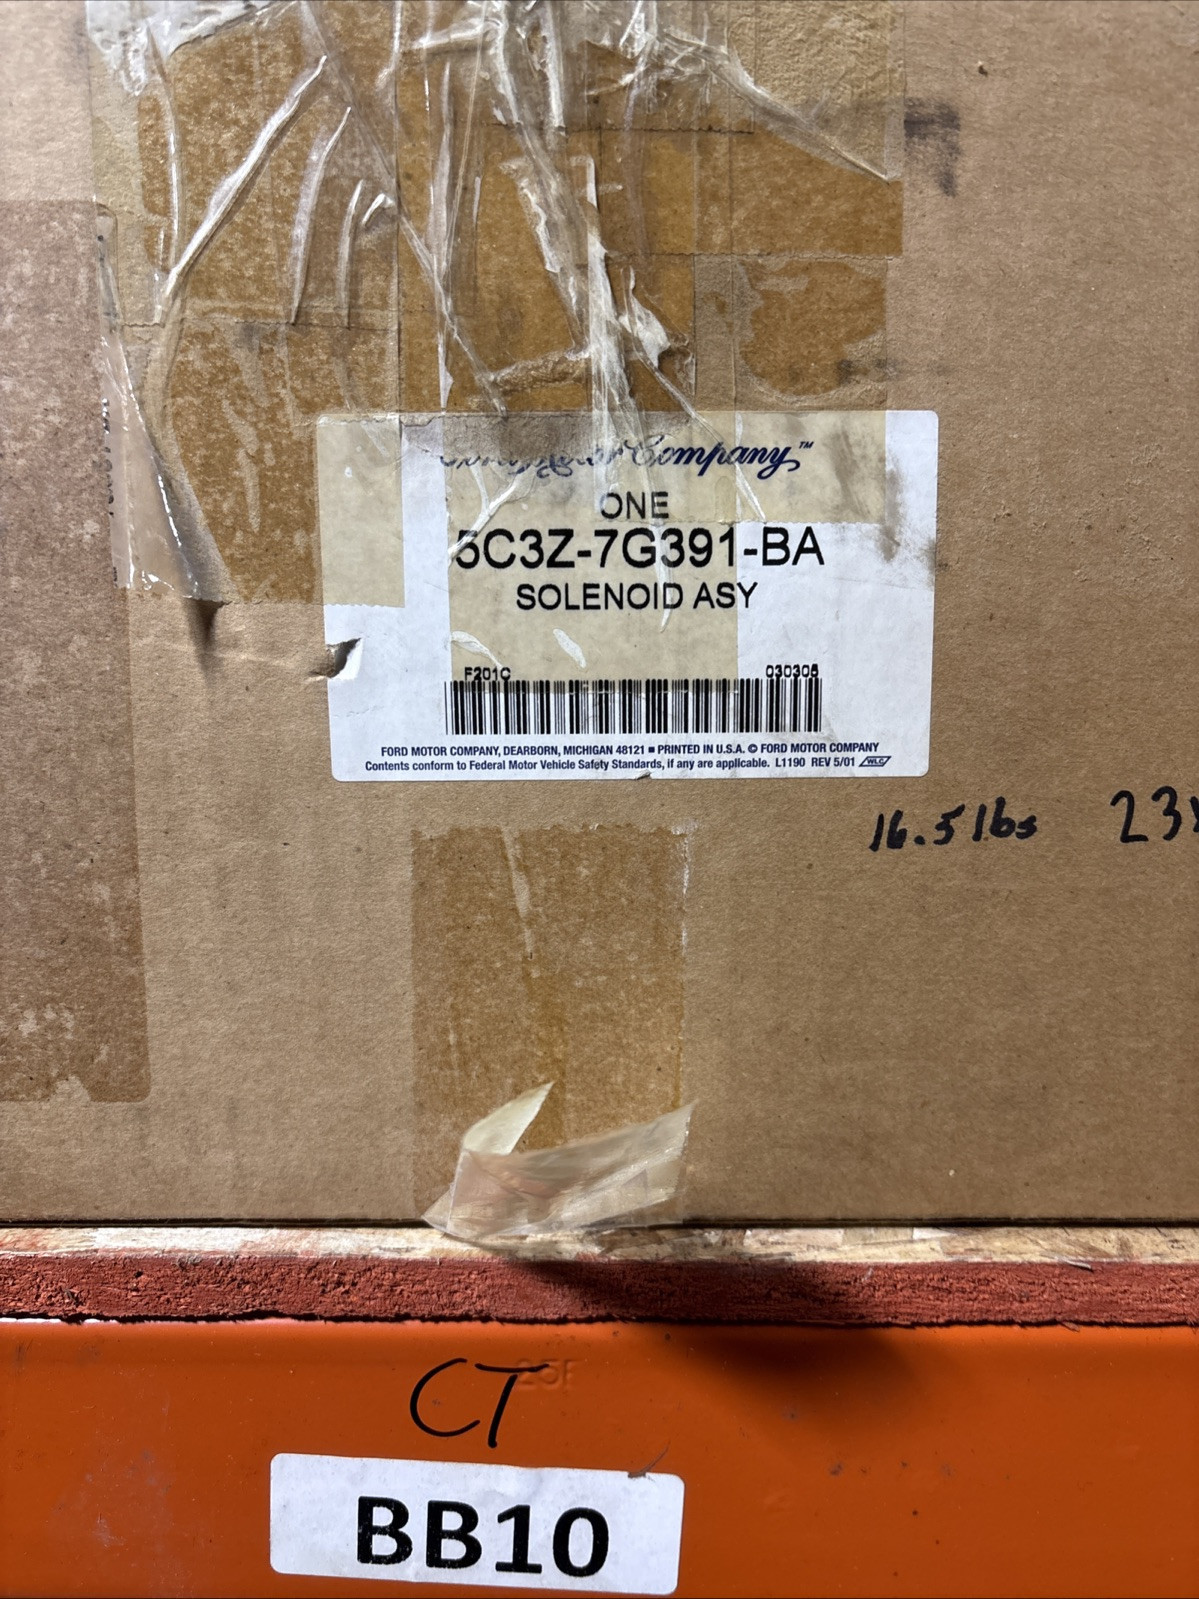 Motor Company™
ONE
5C3Z-7G391-BA
SOLENOID ASY
F201C 030305
FORD MOTOR COMPANY, DEARBORN, MICHIGAN 48121 ■ PRINTED IN U.S.A. © FORD MOTOR COMPANY
Contents conform to Federal Motor Vehicle Safety Standards, if any are applicable. L1190 REV 5/01 WLC
16.5 lbs 23
CT
BB10